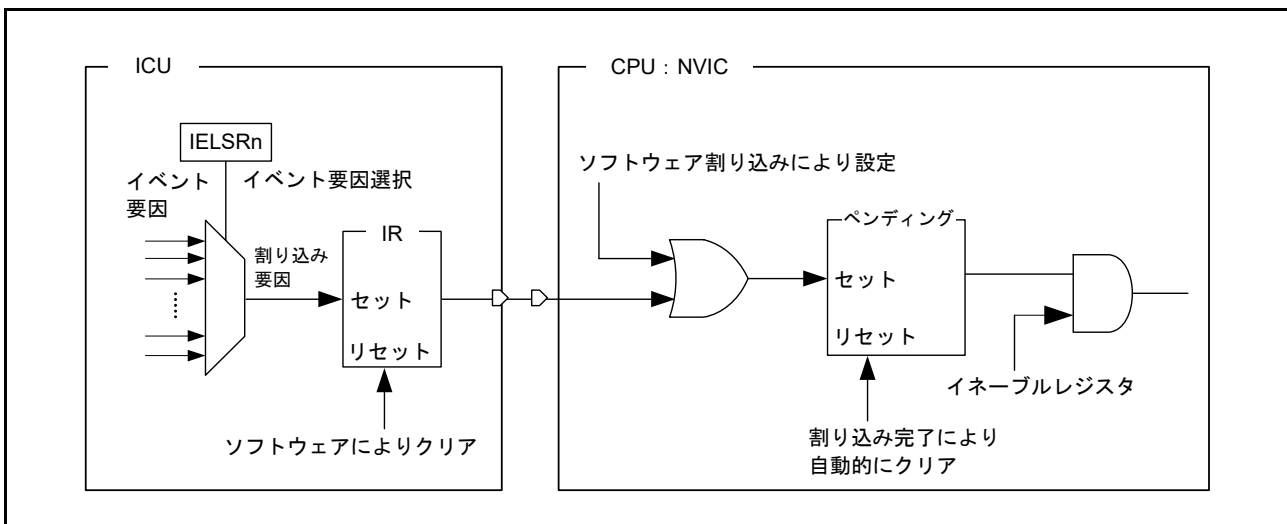 ICU
IELSRn
イベント
要因
イベント要因選択
割り込み
要因
IR
セット
リセット
ソフトウェアによりクリア
CPU：NVIC
ソフトウェア割り込みにより設定
ペンディング
セット
リセット
イネーブルレジスタ
割り込み完了により
自動的にクリア